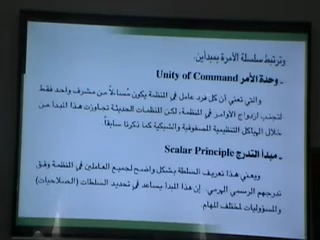 وترتبط سلسلة الأمرة بمبدأين:
ـ وحدة الأمر Unity of Command
والتي تعني أن كل فرد عامل في المنظمة يكون مُساءلاً من مشرف واحد فقط
لتجنب ازدواج الأوامر في المنظمة، لكن المنظمات الحديثة تجاوزت هذا المبدأ من
خلال الهياكل التنظيمية المصفوفية والشبكية كما ذكرنا سابقاً.
ـ مبدأ التدرج Scalar Principle
ويعني هذا تعريف السلطة بشكل واضح لجميع العاملين في المنظمة وفق
تدرجهم الرسمي الهرمي. إن هذا المبدأ يساعد في تحديد السلطات (الصلاحيات)
والمسؤوليات لمختلف المهام.